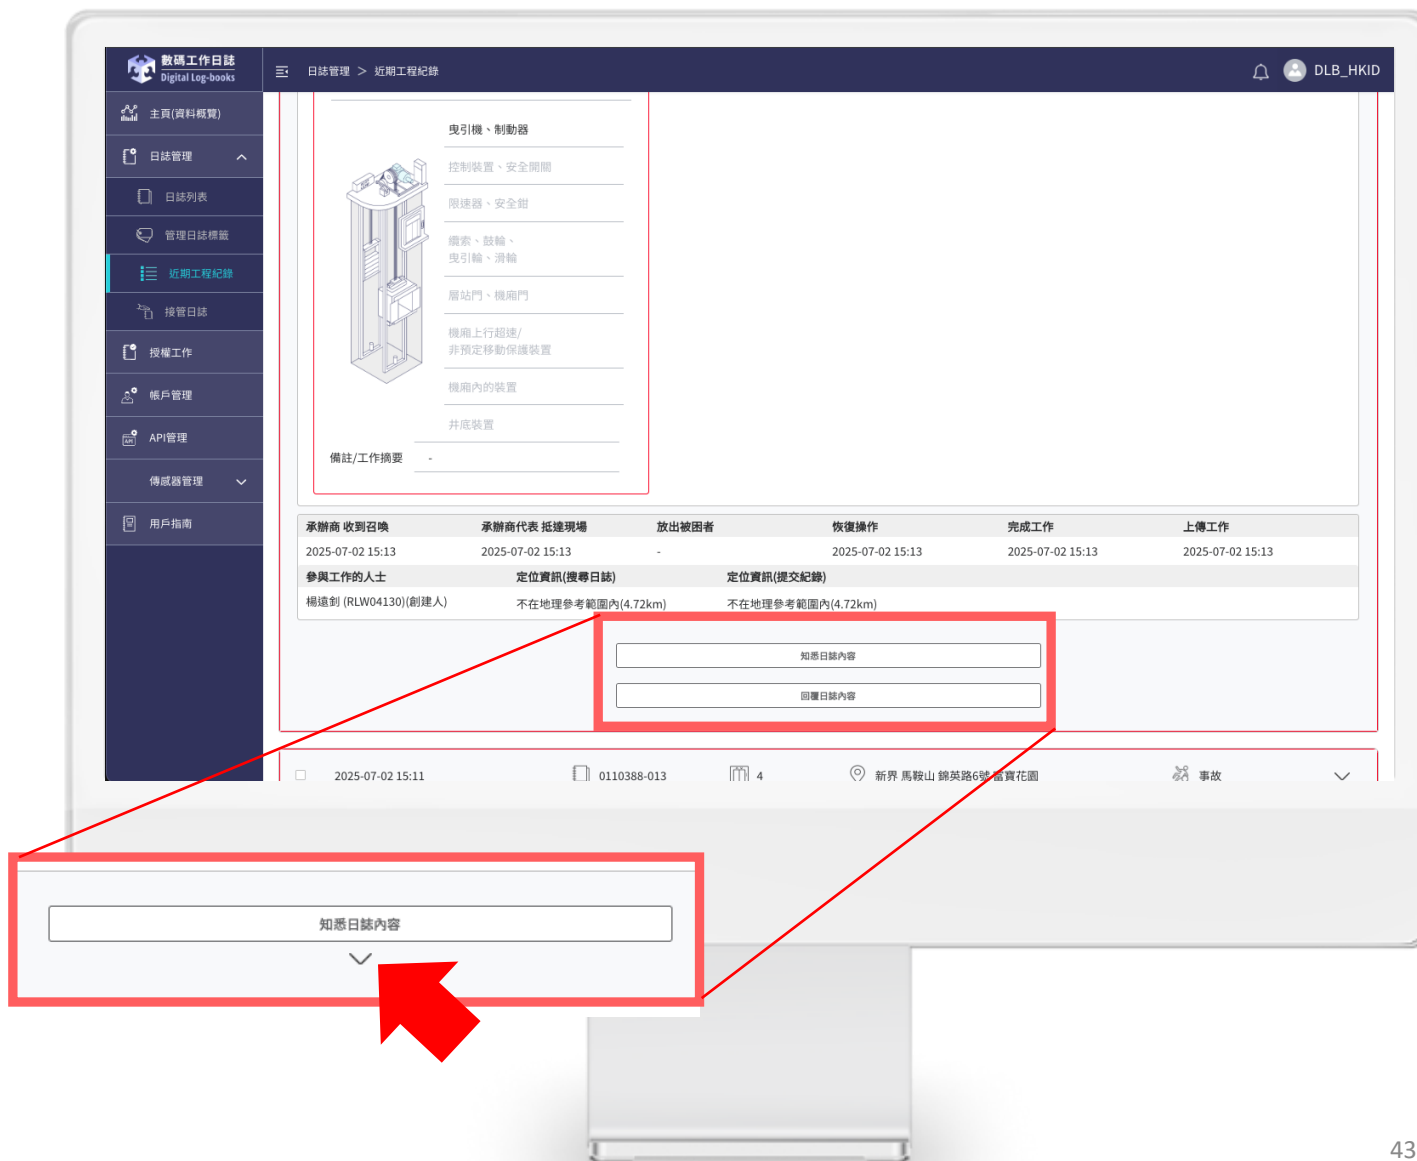 數碼工作日誌
Digital Log-books
日誌管理 > 近期工程紀錄
DLB_HKID
主頁(資料概覽)
日誌管理
日誌列表
管理日誌標籤
近期工程紀錄
接管日誌
授權工作
帳戶管理
API管理
傳感器管理
用戶指南
曳引機、制動器
控制裝置、安全開關
限速器、安全鉗
纜索、鼓輪、
曳引輪、滑輪
層站門、機廂門
機廂上行超速/
非預定移動保護裝置
機廂內的裝置
井底裝置
備註/工作摘要 -
承辦商 收到召喚 承辦商代表 抵達現場 放出被困者 恢復操作 完成工作 上傳工作
2025-07-02 15:13 2025-07-02 15:13 - 2025-07-02 15:13 2025-07-02 15:13 2025-07-02 15:13
參與工作的人士 定位資訊(搜尋日誌) 定位資訊(提交紀錄)
楊遠釗 (RLW04130)(創建人) 不在地理參考範圍內(4.72km) 不在地理參考範圍內(4.72km)
知悉日誌內容
回覆日誌內容
2025-07-02 15:11 0110388-013 4 新界 馬鞍山 錦英路6號 富寶花園 事故
知悉日誌內容
43